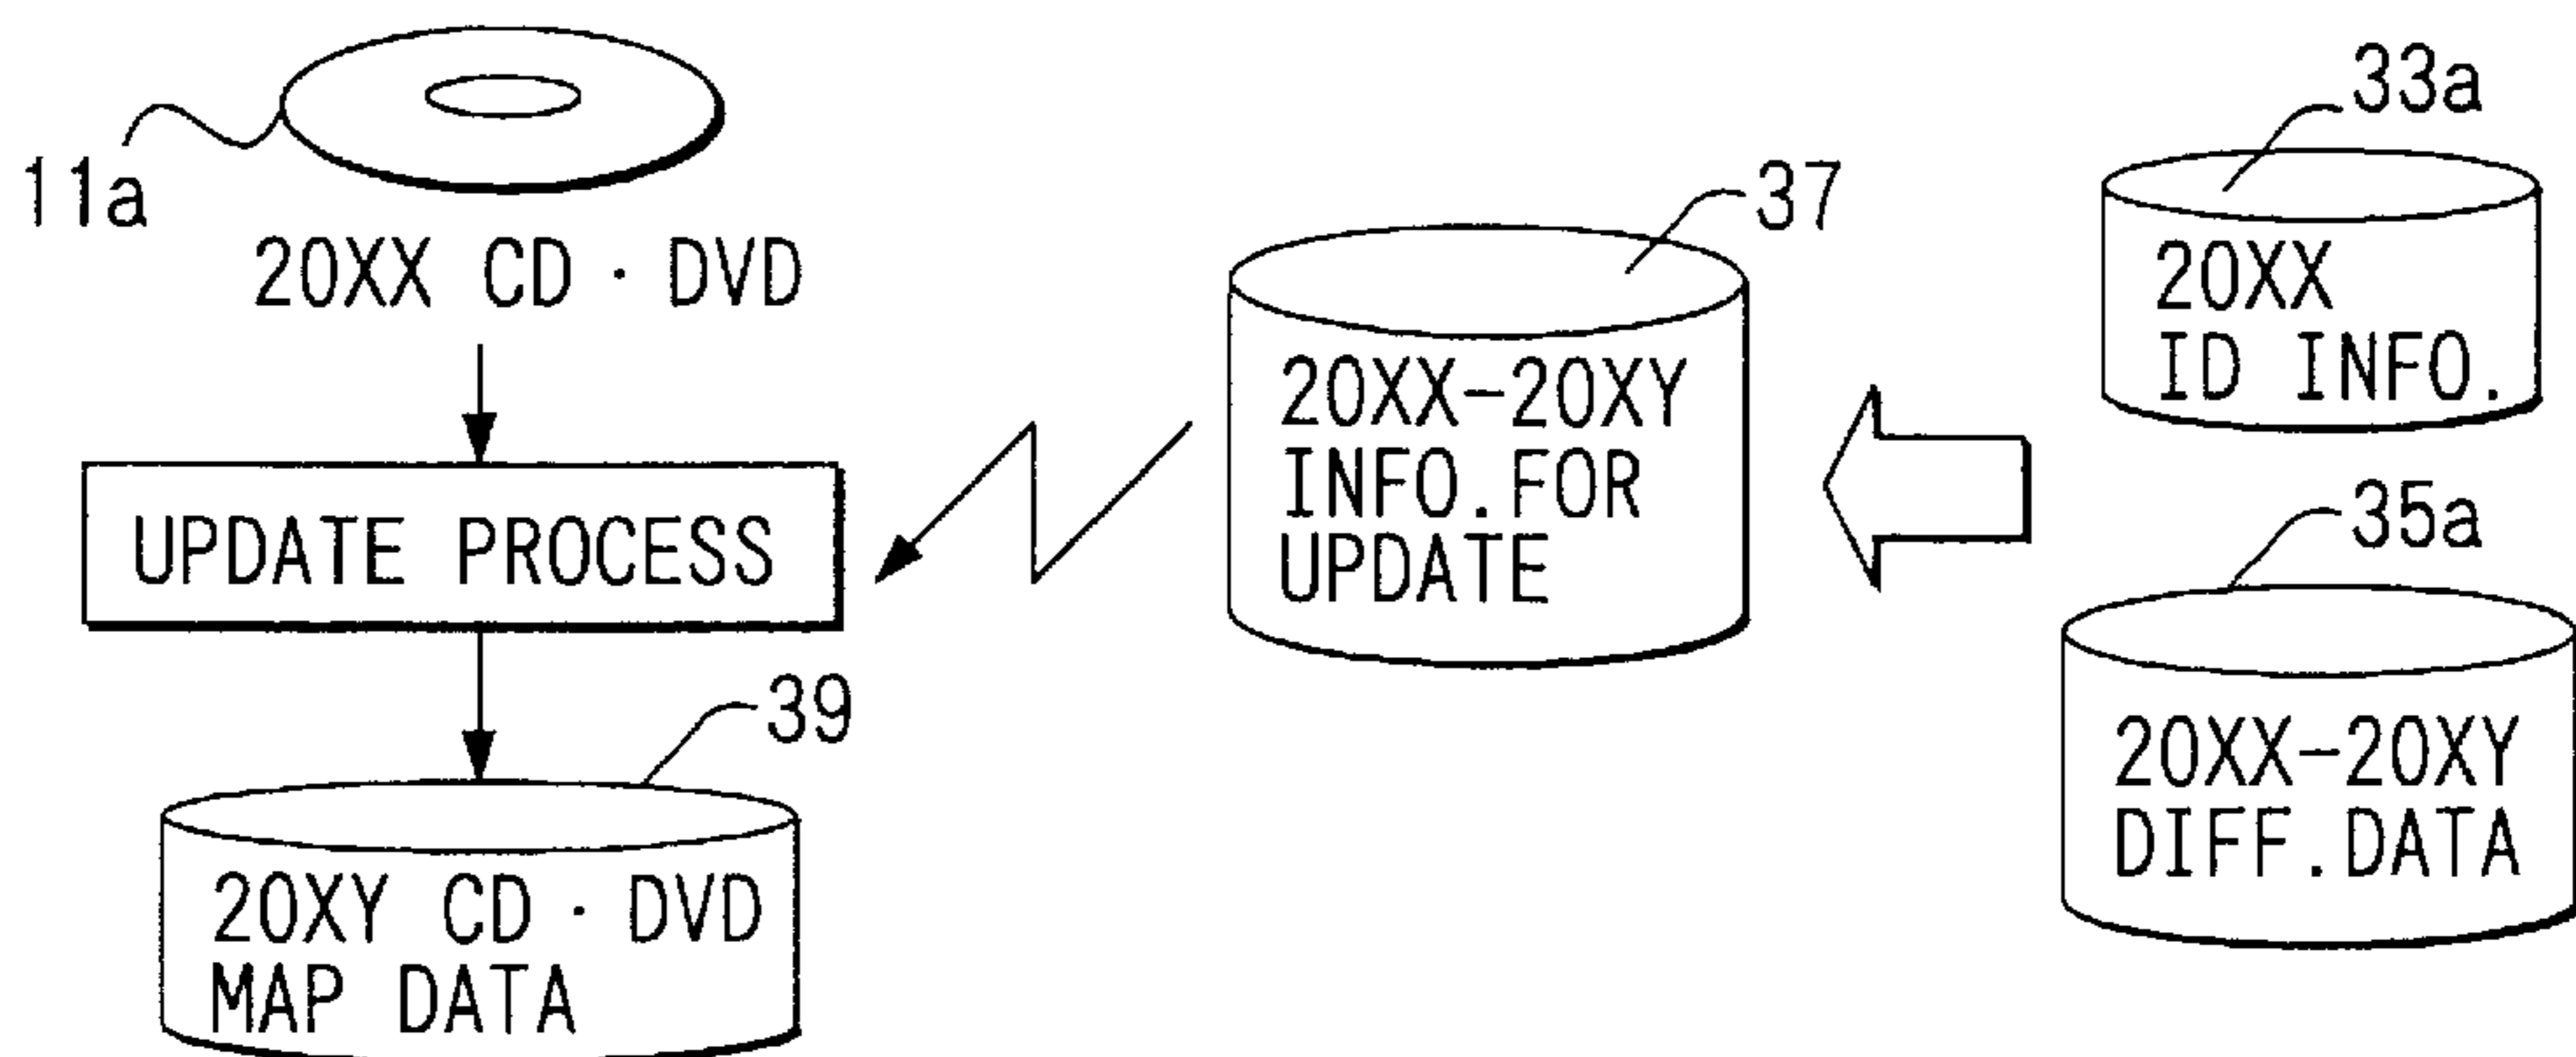 11a
20XX CD · DVD
UPDATE PROCESS
39
20XY CD · DVD
MAP DATA
37
20XX-20XY
INFO.FOR
UPDATE
33a
20XX
ID INFO.
35a
20XX-20XY
DIFF.DATA